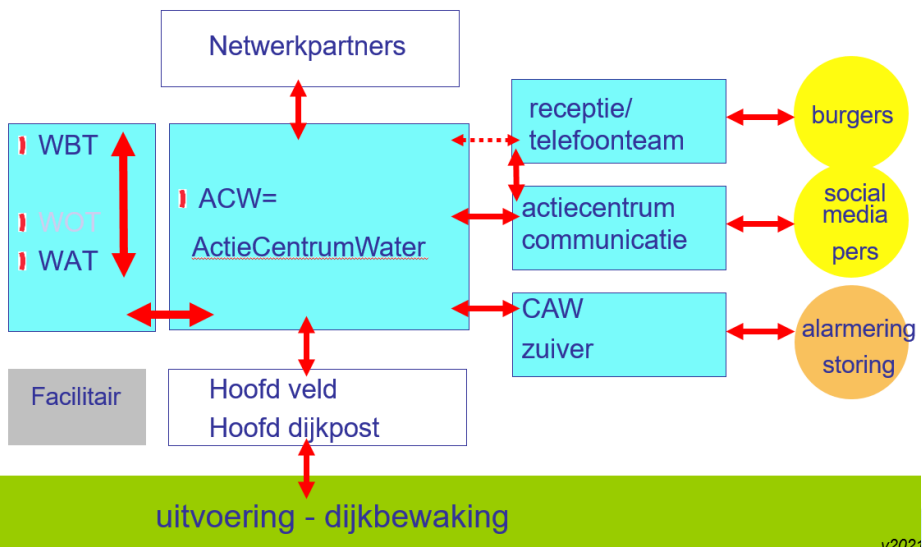 Netwerkpartners
WBT
WOT
WAT
ACW=
ActieCentrumWater
receptie/
telefoonteam
burgers
actiecentrum
communicatie
social
media
pers
CAW
zuiver
alarmering
storing
Facilitair
Hoofd veld
Hoofd dijkpost
uitvoering - dijkbewaking